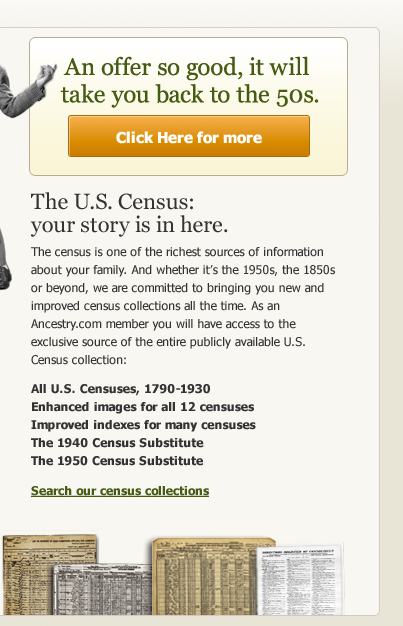 An offer so good, it will
take you back to the 50s.
Click Here for more
The U.S. Census:
your story is in here.
The census is one of the richest sources of information
about your family. And whether it's the 1950s, the 1850s
or beyond, we are committed to bringing you new and
improved census collections all the time. As an
Ancestry.com member you will have access to the
exclusive source of the entire publicly available U.S.
Census collection:
All U.S. Censuses, 1790-1930
Enhanced images for all 12 censuses
Improved indexes for many censuses
The 1940 Census Substitute
The 1950 Census Substitute
Search our census collections